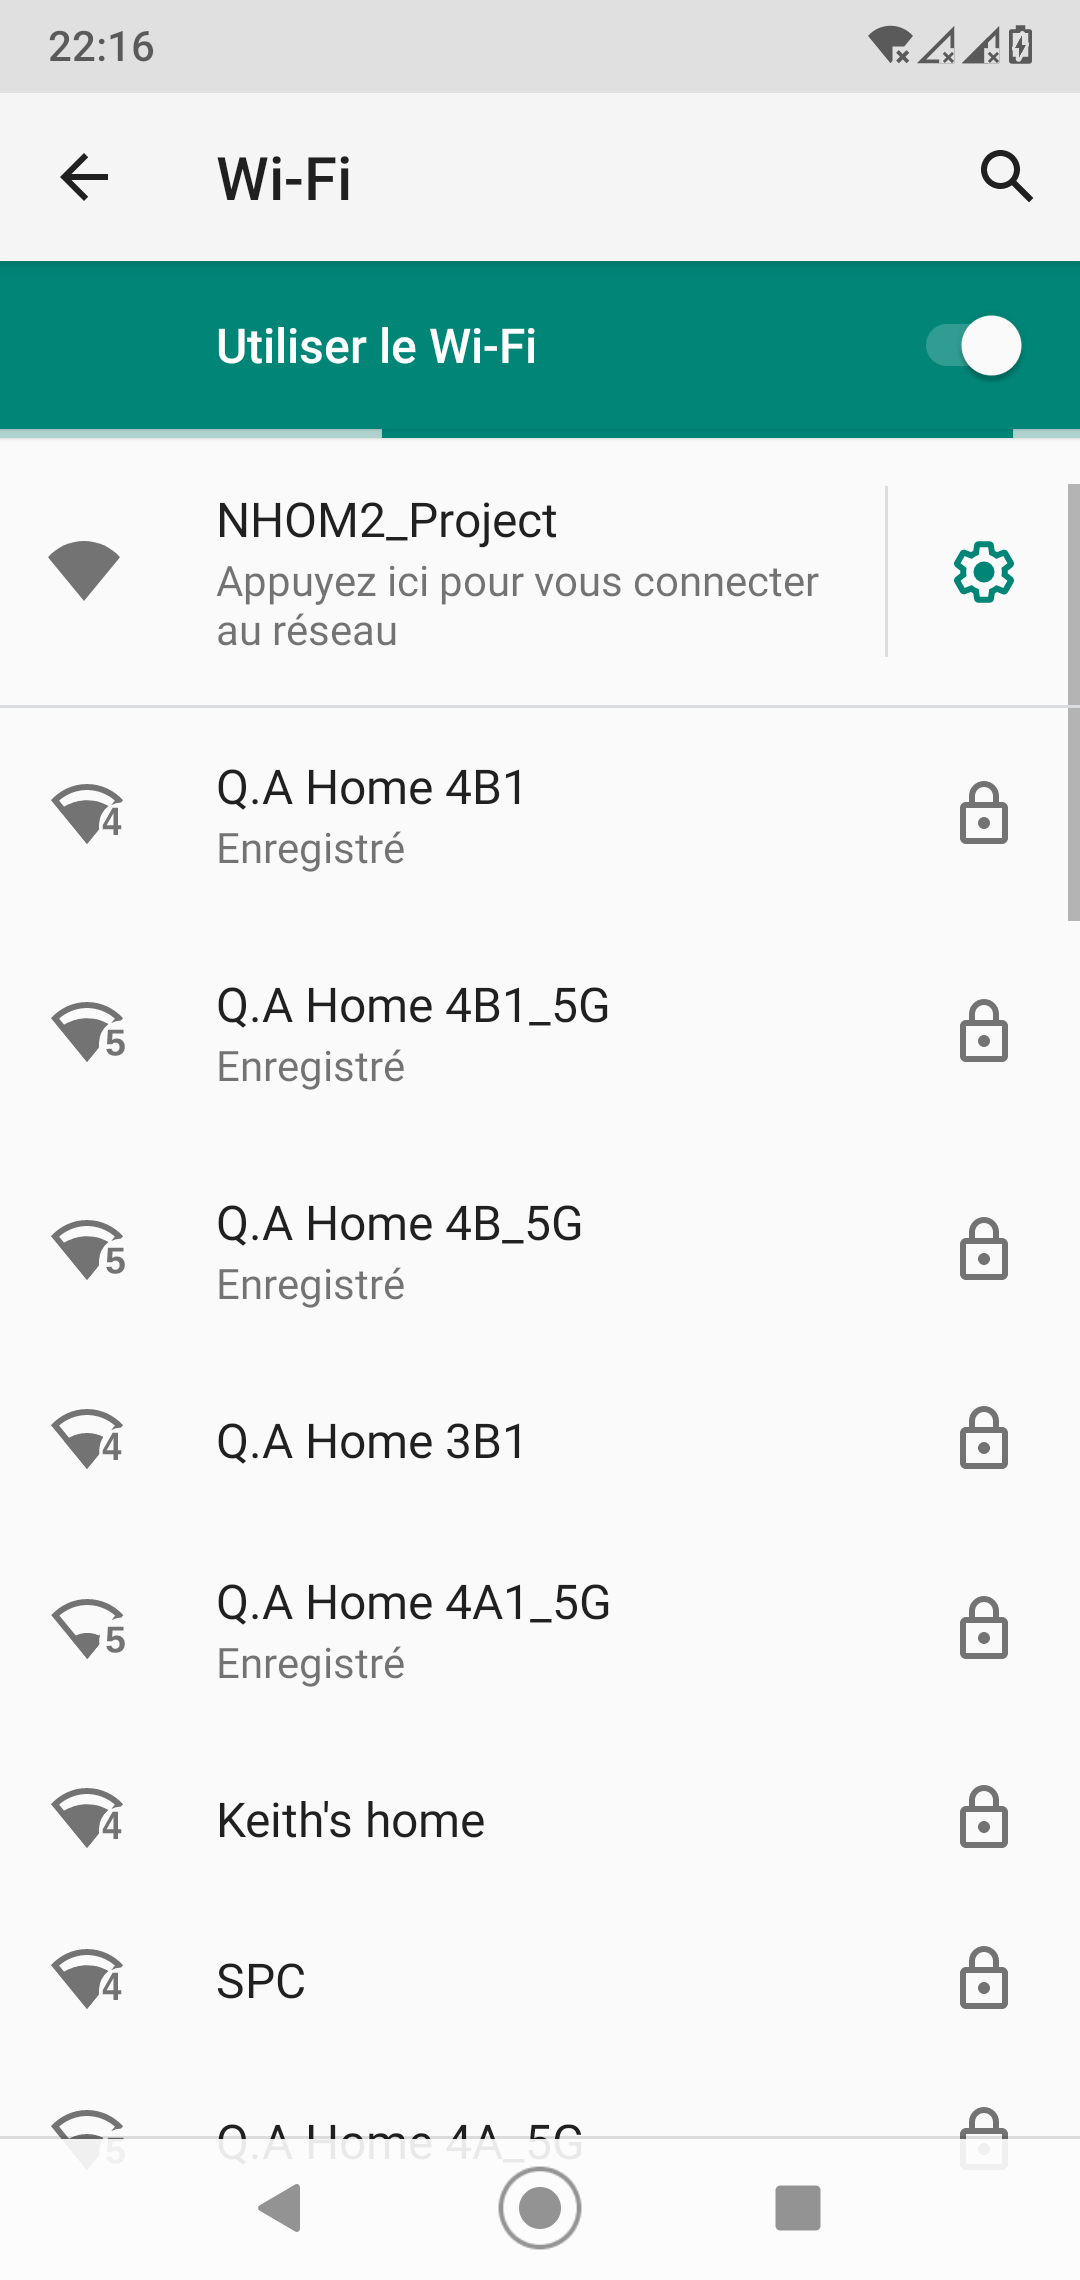 22:16
Wi-Fi
Utiliser le Wi-Fi
NHOM2_Project
Appuyez ici pour vous connecter
au réseau
Q.A Home 4B1
4
Enregistré
Q.A Home 4B1_5G
5
Enregistré
Q.A Home 4B_5G
5
Enregistré
Q.A Home 3B1
4
Q.A Home 4A1_5G
5
Enregistré
Keith's home
4
SPC
4
Q.A Home 4A_5G
5